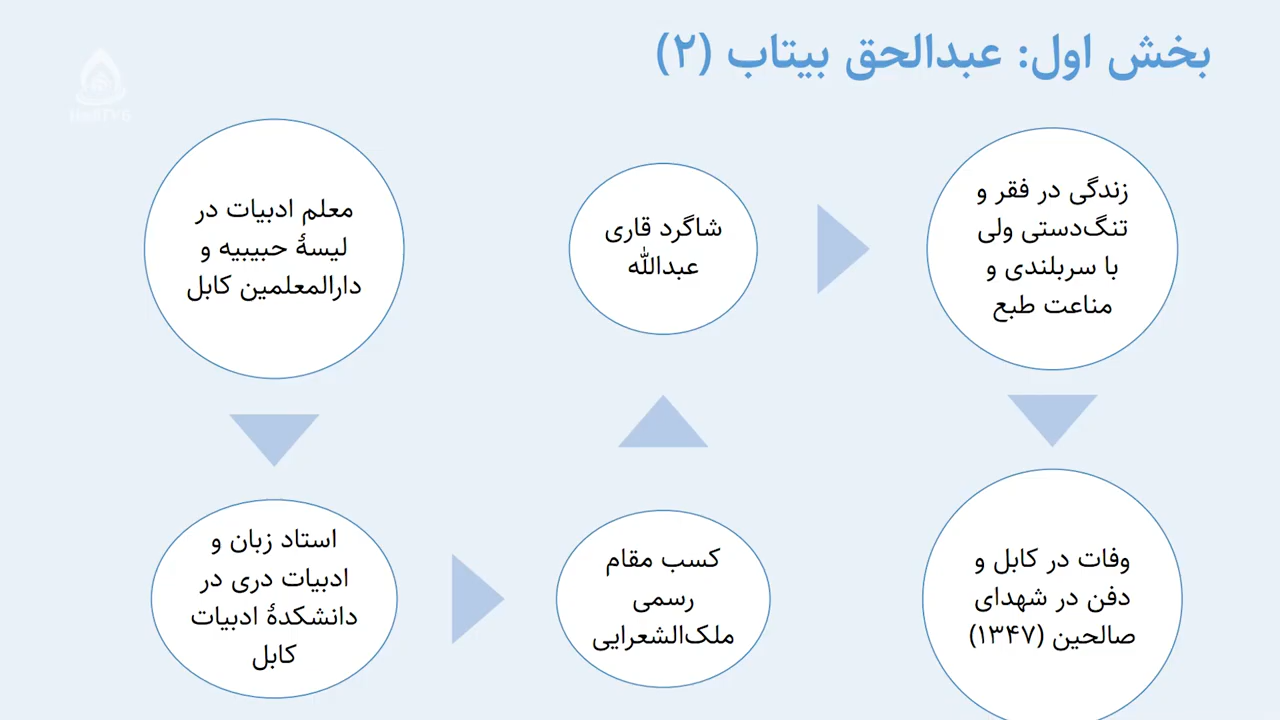 بخش اول: عبدالحق بیتاب (۲)
معلم ادبیات در
لیسهٔ حبیبیه و
دارالمعلمین کابل
استاد زبان و
ادبیات دری در
دانشکدهٔ ادبیات
کابل
کسب مقام
رسمی
ملک‌الشعرایی
شاگرد قاری
عبدالله
زندگی در فقر و
تنگ‌دستی ولی
با سربلندی و
مناعت طبع
وفات در کابل و
دفن در شهدای
صالحین (۱۳۴۷)